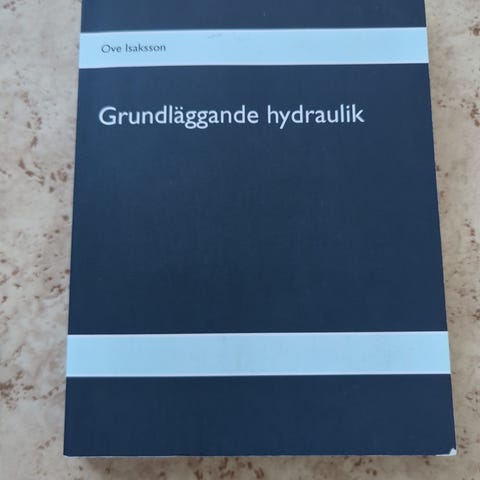 Ove Isaksson
Grundläggande hydraulik